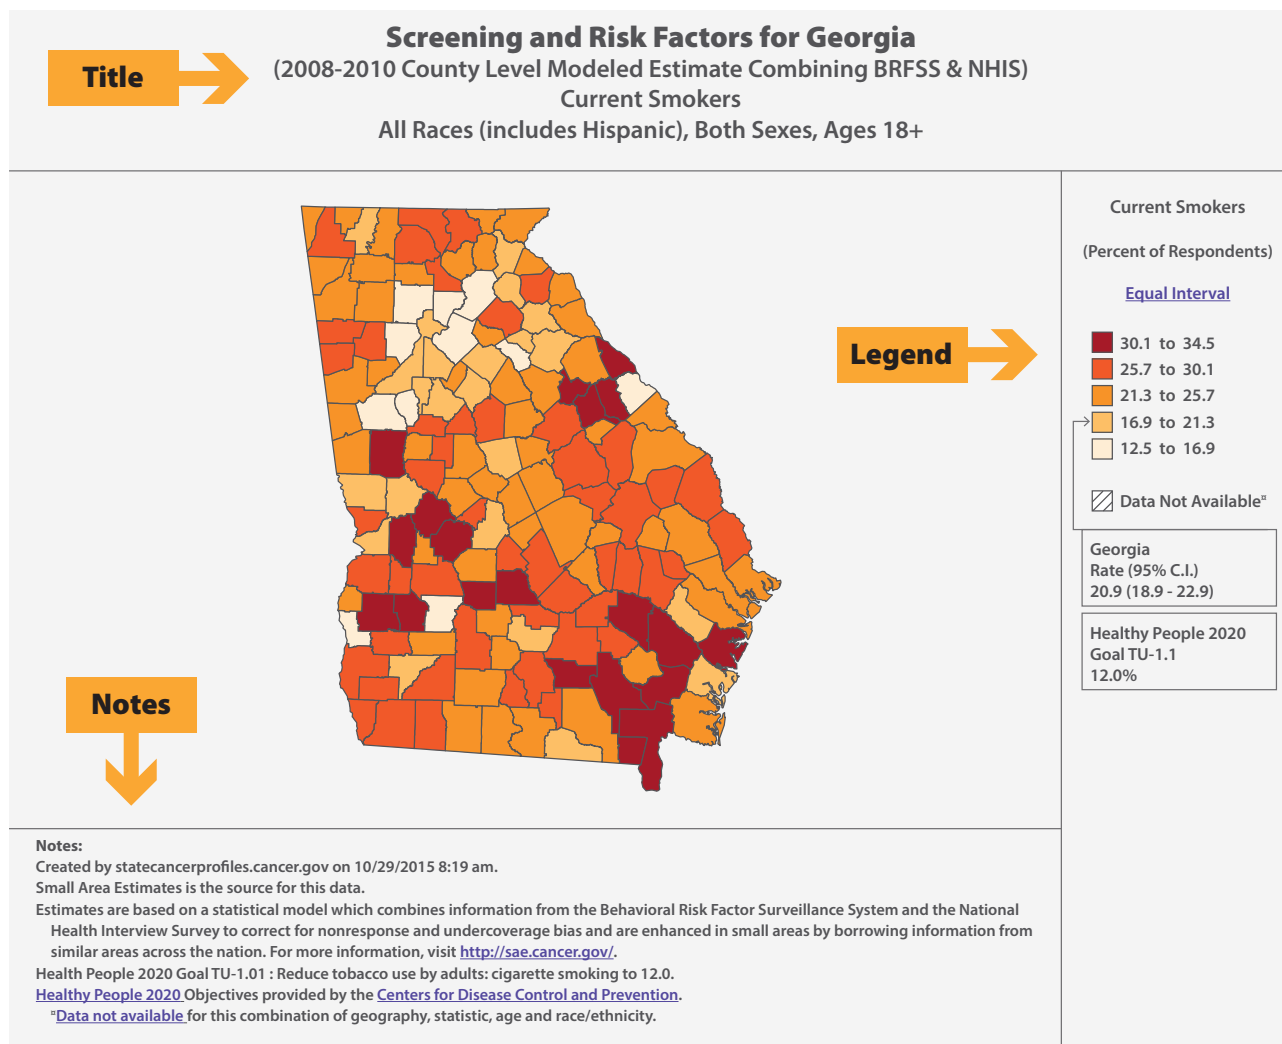 Screening and Risk Factors for Georgia
(2008-2010 County Level Modeled Estimate Combining BRFSS & NHIS)
Current Smokers
All Races (includes Hispanic), Both Sexes, Ages 18+
Title
Current Smokers
(Percent of Respondents)
Equal Interval
Legend
30.1 to 34.5
25.7 to 30.1
21.3 to 25.7
16.9 to 21.3
12.5 to 16.9
Data Not Available¤
Georgia
Rate (95% C.I.)
20.9 (18.9 - 22.9)
Healthy People 2020
Goal TU-1.1
12.0%
Notes
Notes:
Created by statecancerprofiles.cancer.gov on 10/29/2015 8:19 am.
Small Area Estimates is the source for this data.
Estimates are based on a statistical model which combines information from the Behavioral Risk Factor Surveillance System and the National
Health Interview Survey to correct for nonresponse and undercoverage bias and are enhanced in small areas by borrowing information from
similar areas across the nation. For more information, visit http://sae.cancer.gov/.
Health People 2020 Goal TU-1.01 : Reduce tobacco use by adults: cigarette smoking to 12.0.
Healthy People 2020 Objectives provided by the Centers for Disease Control and Prevention.
¤Data not available for this combination of geography, statistic, age and race/ethnicity.